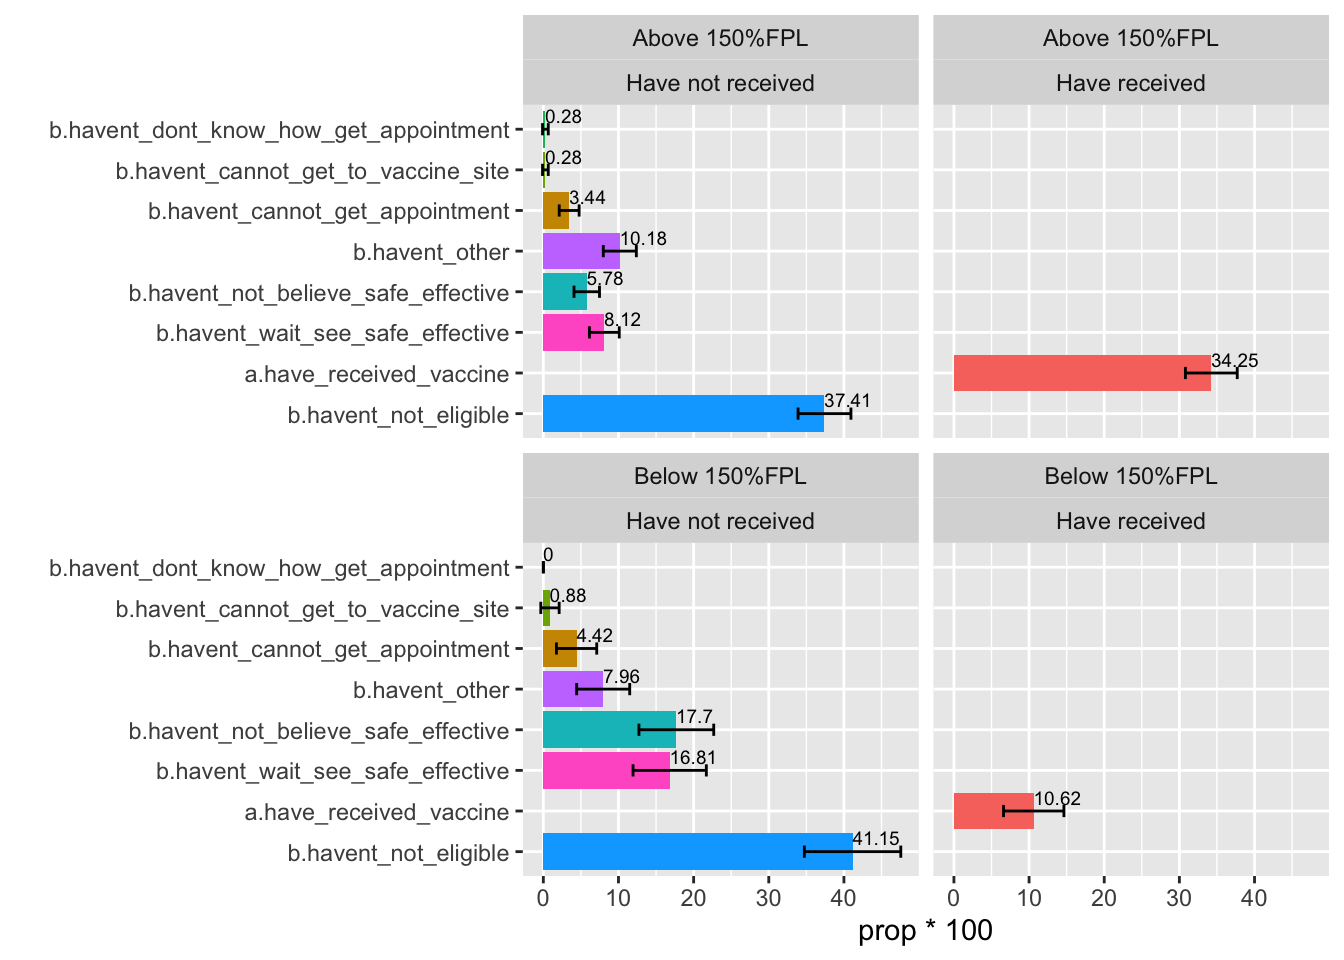 Above 150%FPL
Above 150%FPL
Have not received
Have received
b.havent_dont_know_how_get_appointment
0.28
b.havent_cannot_get_to_vaccine_site
0.28
b.havent_cannot_get_appointment
3.44
b.havent_other
10.18
b.havent_not_believe_safe_effective
5.78
b.havent_wait_see_safe_effective
8.12
a.have_received_vaccine
34.25
b.havent_not_eligible
37.41
Below 150%FPL
Below 150%FPL
Have not received
Have received
b.havent_dont_know_how_get_appointment
0
b.havent_cannot_get_to_vaccine_site
0.88
b.havent_cannot_get_appointment
4.42
b.havent_other
7.96
b.havent_not_believe_safe_effective
17.7
b.havent_wait_see_safe_effective
16.81
a.have_received_vaccine
10.62
b.havent_not_eligible
41.15
0 10 20 30 40
0 10 20 30 40
prop * 100